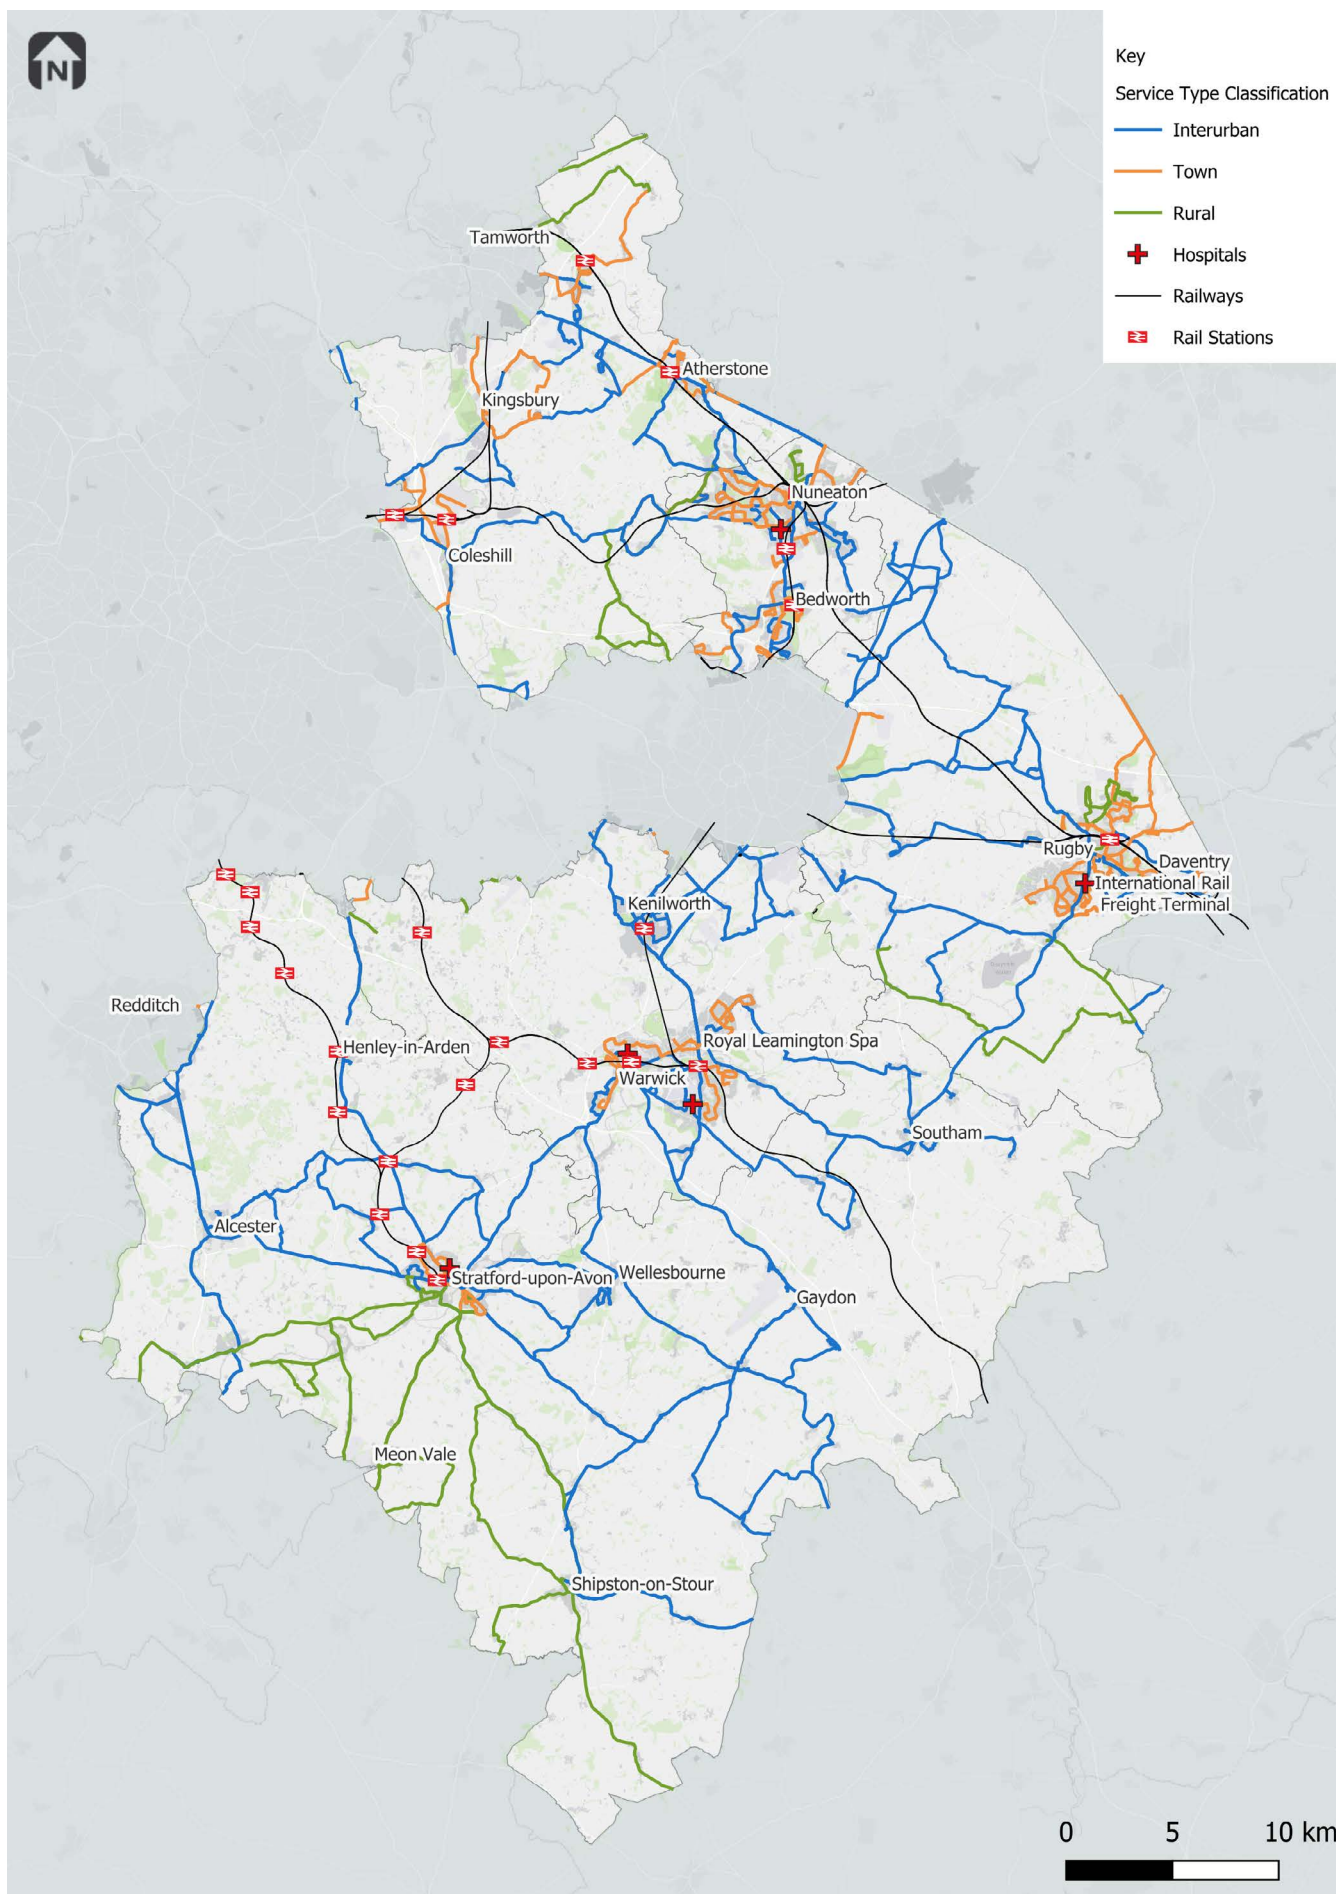 N
Key
Service Type Classification
Interurban
Town
Rural
Hospitals
Railways
Rail Stations
Tamworth
Atherstone
Kingsbury
Nuneaton
Coleshill
Bedworth
Rugby
Daventry
International Rail
Freight Terminal
Kenilworth
Redditch
Henley-in-Arden
Royal Leamington Spa
Warwick
Southam
Alcester
Stratford-upon-Avon
Wellesbourne
Gaydon
Meon Vale
Shipston-on-Stour
0 5 10 km